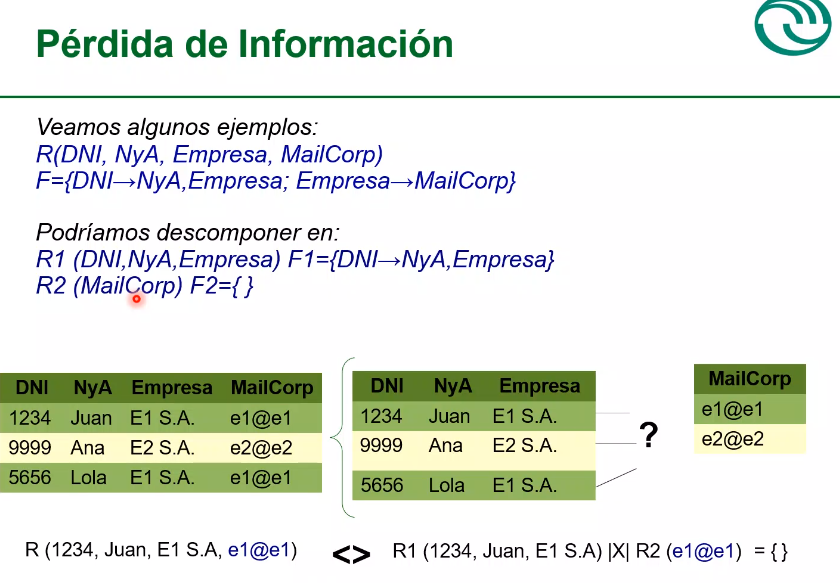 Pérdida de Información
Veamos algunos ejemplos:
R(DNI, NyA, Empresa, MailCorp)
F={DNI→NyA,Empresa; Empresa→MailCorp}
Podríamos descomponer en:
R1 (DNI,NyA,Empresa) F1={DNI→NyA,Empresa}
R2 (MailCorp) F2={ }
DNI NyA Empresa MailCorp
1234 Juan E1 S.A. e1@e1
9999 Ana E2 S.A. e2@e2
5656 Lola E1 S.A. e1@e1
DNI NyA Empresa
1234 Juan E1 S.A.
9999 Ana E2 S.A.
5656 Lola E1 S.A.
?
MailCorp
e1@e1
e2@e2
R (1234, Juan, E1 S.A, e1@e1) <> R1 (1234, Juan, E1 S.A) |X| R2 (e1@e1) = { }